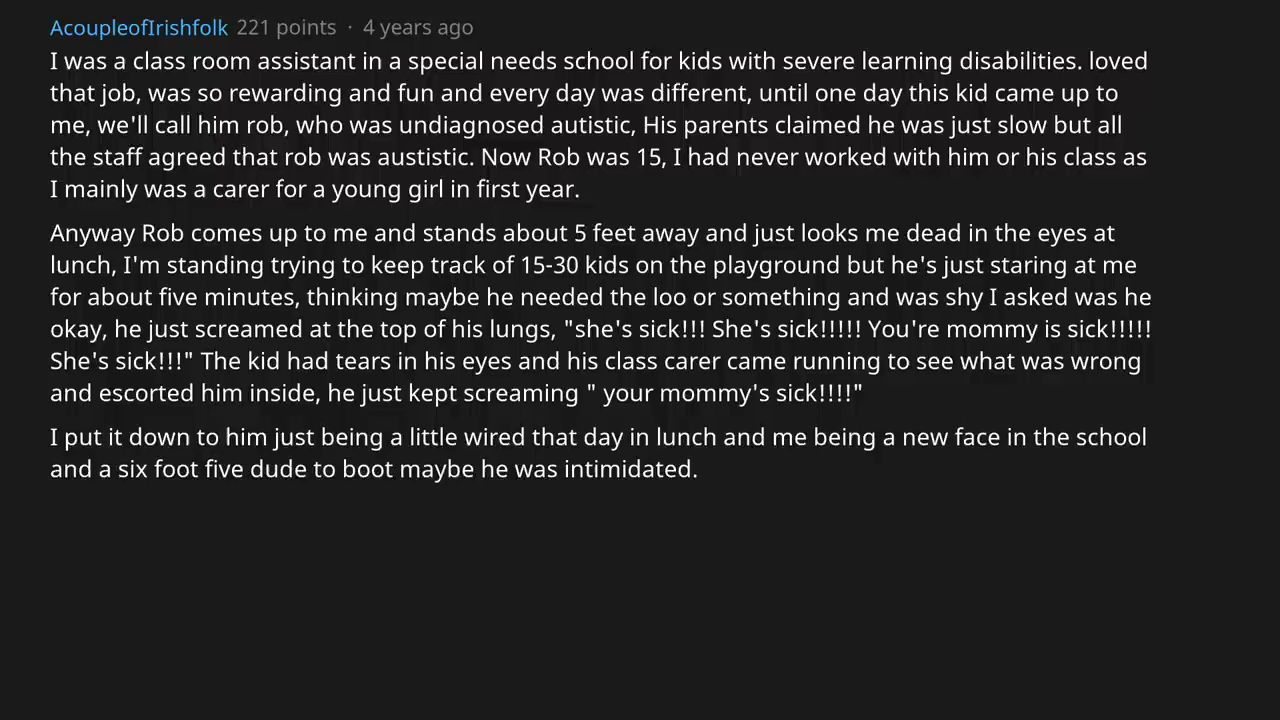 AcoupleofIrishfolk 221 points · 4 years ago
I was a class room assistant in a special needs school for kids with severe learning disabilities. loved
that job, was so rewarding and fun and every day was different, until one day this kid came up to
me, we'll call him rob, who was undiagnosed autistic, His parents claimed he was just slow but all
the staff agreed that rob was austistic. Now Rob was 15, I had never worked with him or his class as
I mainly was a carer for a young girl in first year.
Anyway Rob comes up to me and stands about 5 feet away and just looks me dead in the eyes at
lunch, I'm standing trying to keep track of 15-30 kids on the playground but he's just staring at me
for about five minutes, thinking maybe he needed the loo or something and was shy I asked was he
okay, he just screamed at the top of his lungs, "she's sick!!! She's sick!!!!! You're mommy is sick!!!!!
She's sick!!!" The kid had tears in his eyes and his class carer came running to see what was wrong
and escorted him inside, he just kept screaming " your mommy's sick!!!!"
I put it down to him just being a little wired that day in lunch and me being a new face in the school
and a six foot five dude to boot maybe he was intimidated.